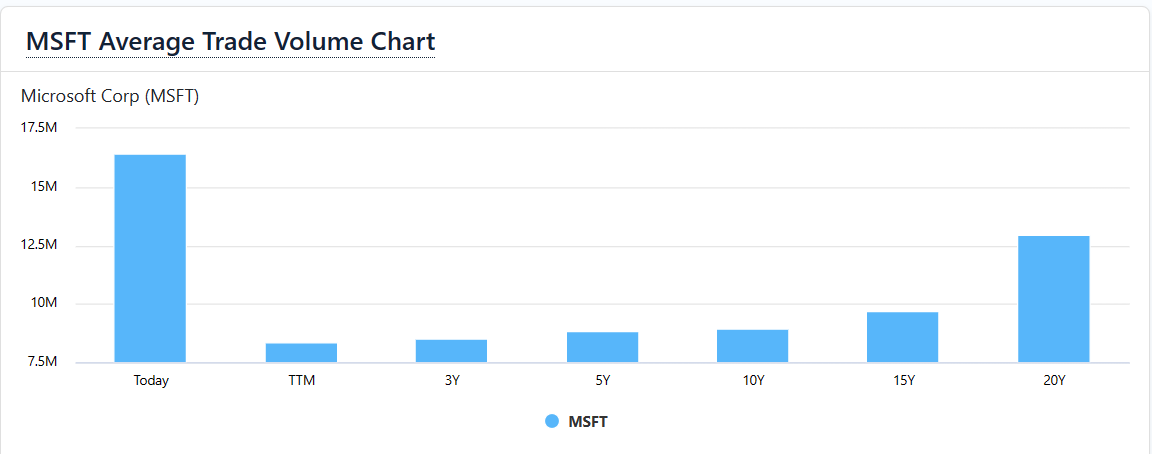 MSFT Average Trade Volume Chart
Microsoft Corp (MSFT)
17.5M
15M
12.5M
10M
7.5M
Today TTM 3Y 5Y 10Y 15Y 20Y
MSFT